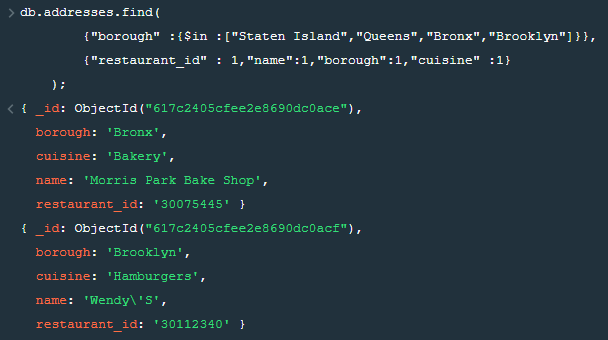 > db.addresses.find(
{"borough" :{$in :["Staten Island","Queens","Bronx","Brooklyn"]}},
{"restaurant_id" : 1,"name":1,"borough":1,"cuisine" :1}
);
< { _id: ObjectId("617c2405cfee2e8690dc0ace"),
borough: 'Bronx',
cuisine: 'Bakery',
name: 'Morris Park Bake Shop',
restaurant_id: '30075445' }
{ _id: ObjectId("617c2405cfee2e8690dc0acf"),
borough: 'Brooklyn',
cuisine: 'Hamburgers',
name: 'Wendy\'S',
restaurant_id: '30112340' }